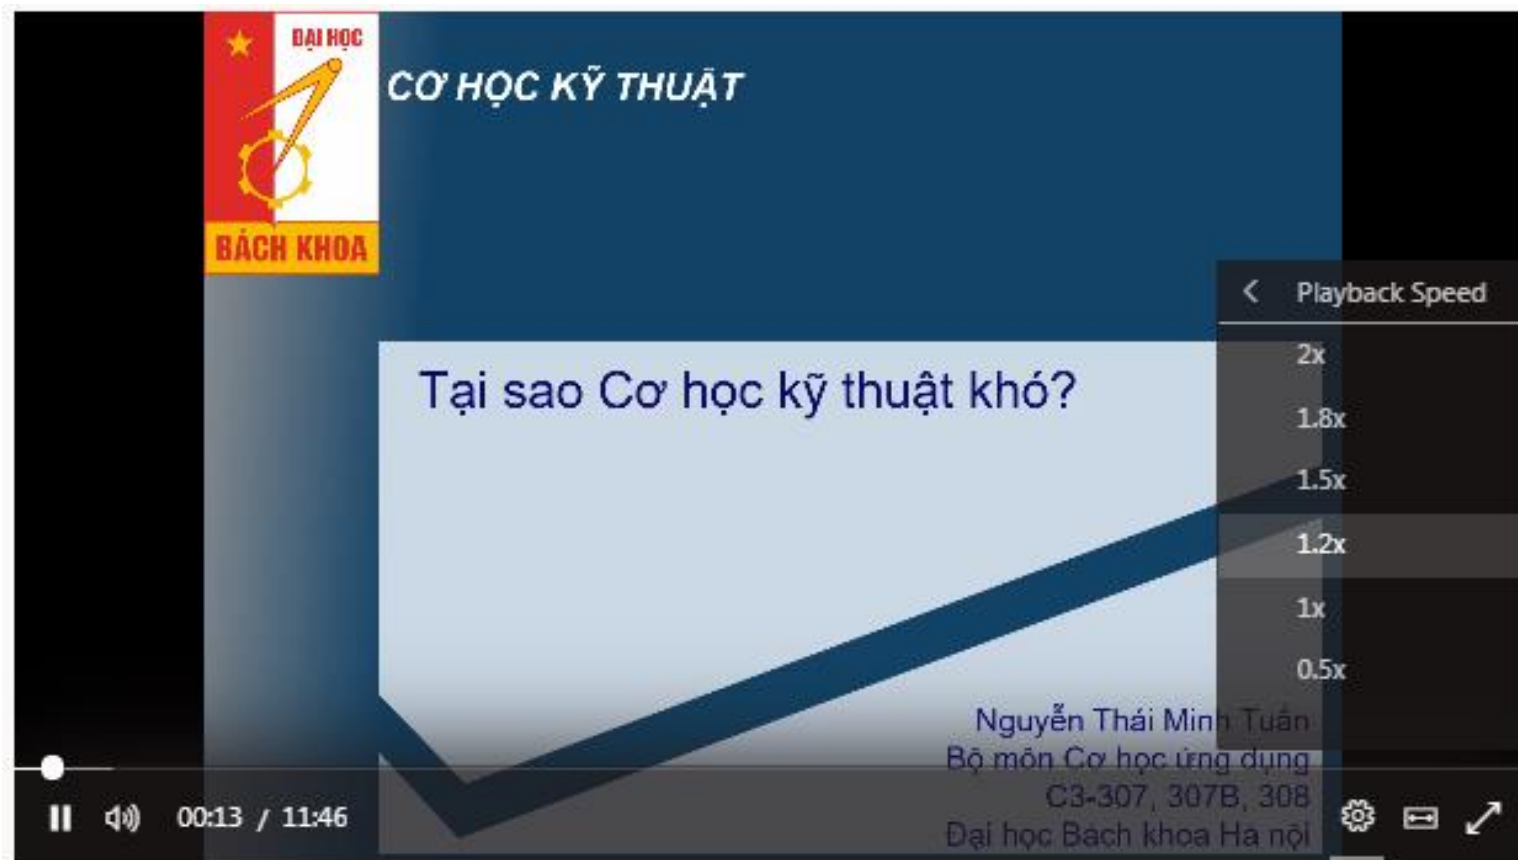 ĐẠI HỌC
BÁCH KHOA
CƠ HỌC KỸ THUẬT
Tại sao Cơ học kỹ thuật khó?
Playback Speed
2x
1.8x
1.5x
1.2x
1x
0.5x
Nguyễn Thái Minh Tuấn
Bộ môn Cơ học ứng dụng
C3-307, 307B, 308
Đại học Bách khoa Hà nội
00:13 / 11:46